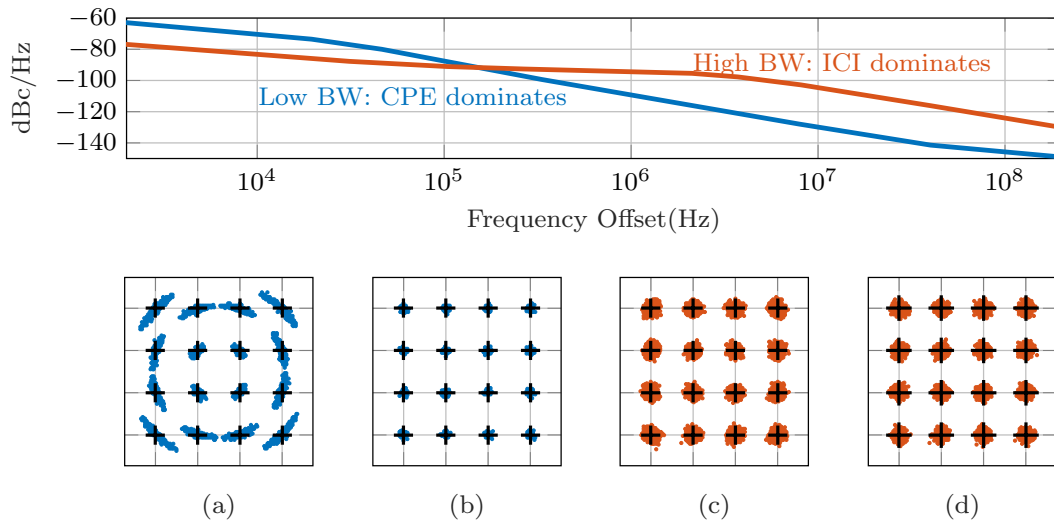 −60
−80
−100
−120
−140
dBc/Hz
High BW: ICI dominates
Low BW: CPE dominates
10^4
10^5
10^6
10^7
10^8
Frequency Offset(Hz)
(a)
(b)
(c)
(d)